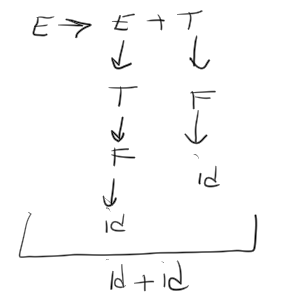 E → E + T
↓ ↓
T F
↓ ↓
F id
↓
id
id + id